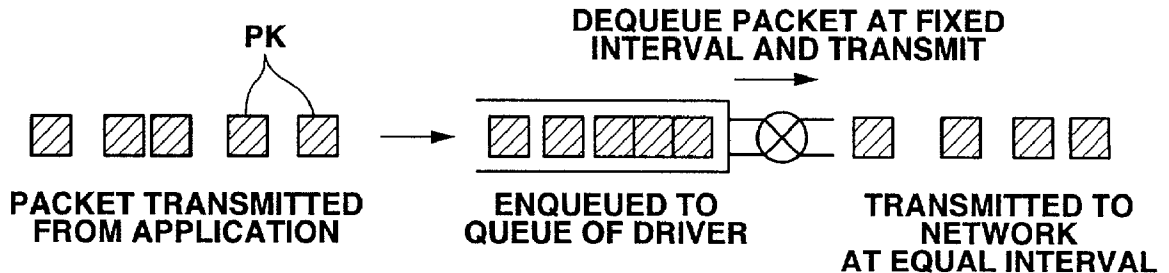 PK
DEQUEUE PACKET AT FIXED
INTERVAL AND TRANSMIT
PACKET TRANSMITTED
FROM APPLICATION
ENQUEUED TO
QUEUE OF DRIVER
TRANSMITTED TO
NETWORK
AT EQUAL INTERVAL